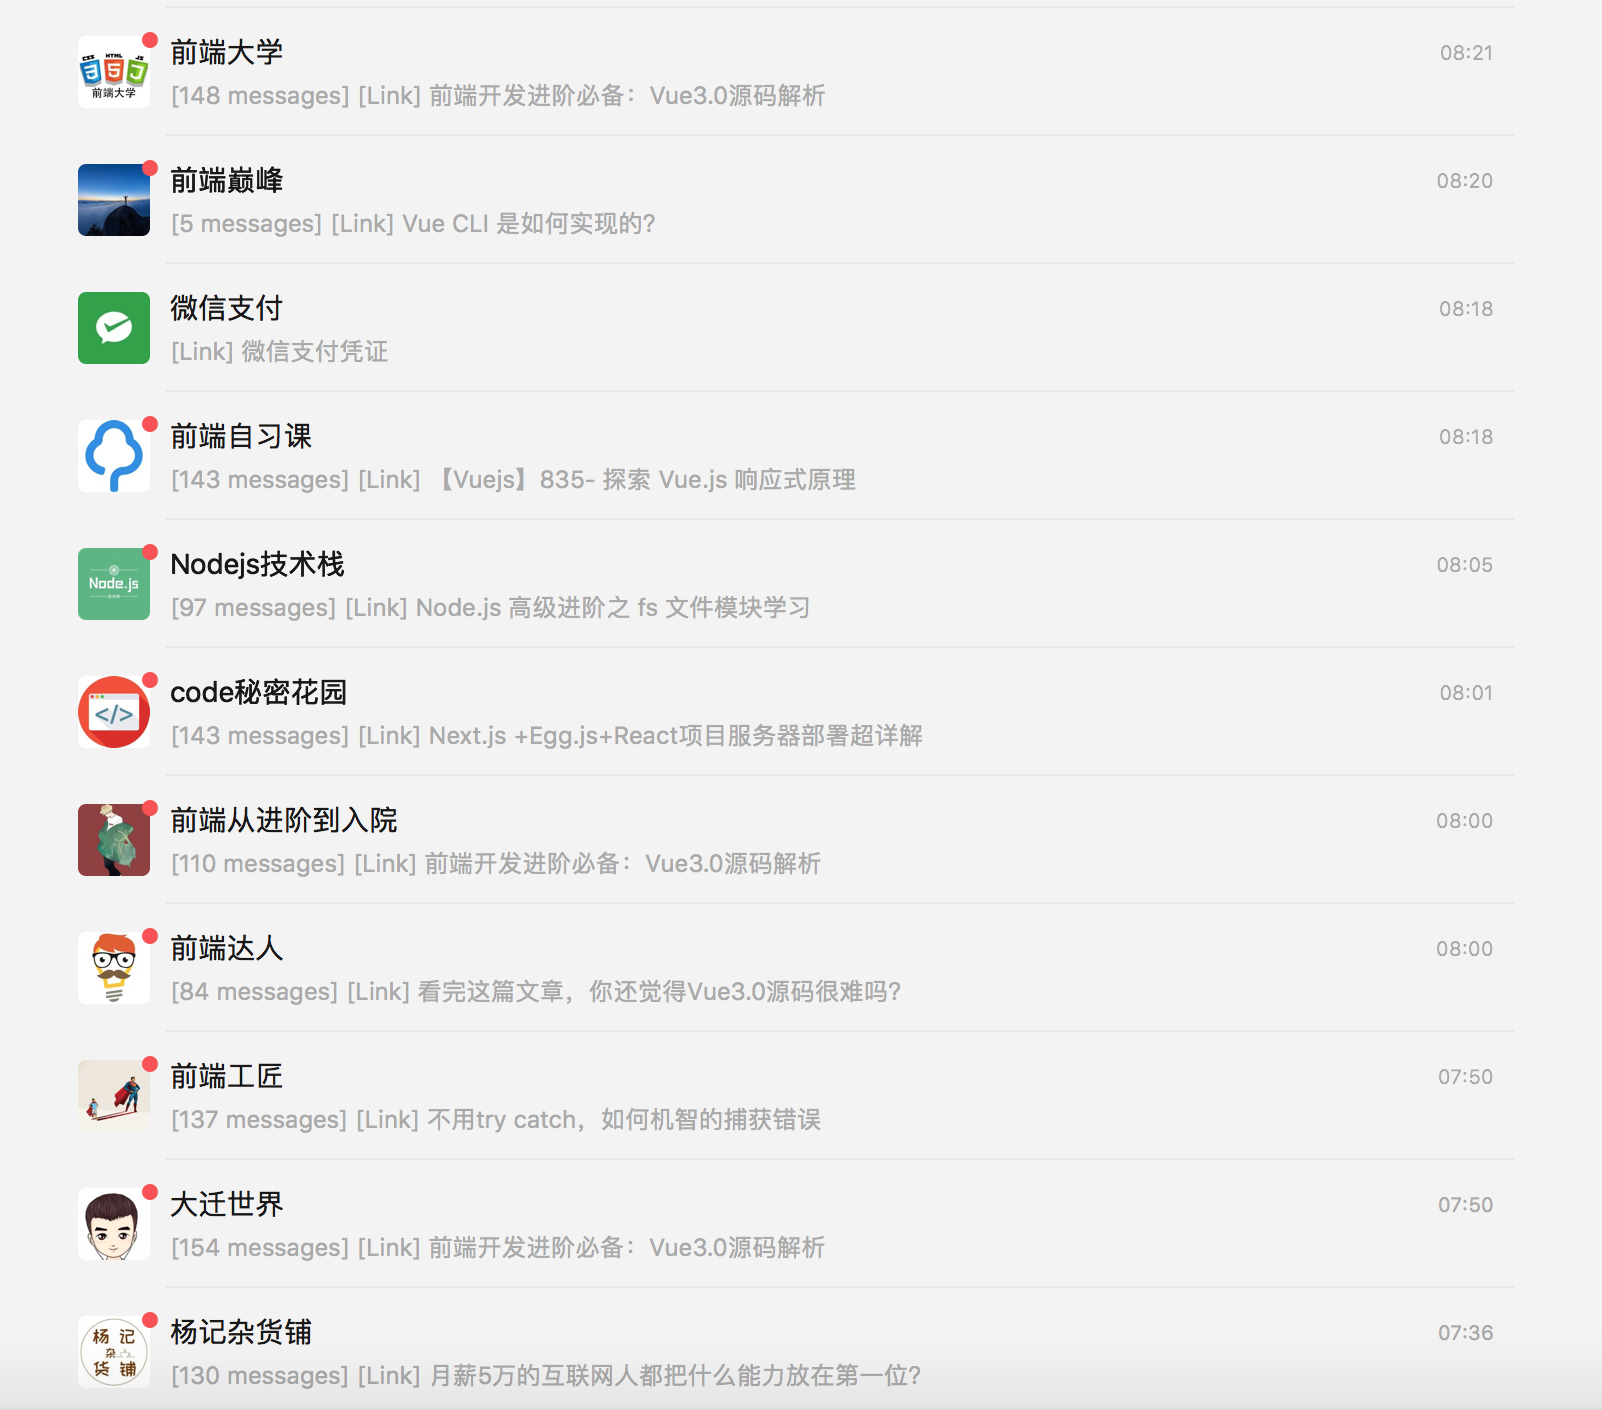 CSS HTML JS
前端大学
前端大学
08:21
[148 messages] [Link] 前端开发进阶必备：Vue3.0源码解析
前端巅峰
08:20
[5 messages] [Link] Vue CLI 是如何实现的?
微信支付
08:18
[Link] 微信支付凭证
前端自习课
08:18
[143 messages] [Link] 【Vuejs】835- 探索 Vue.js 响应式原理
Node.js
Nodejs技术栈
08:05
[97 messages] [Link] Node.js 高级进阶之 fs 文件模块学习
</>
code秘密花园
08:01
[143 messages] [Link] Next.js +Egg.js+React项目服务器部署超详解
前端从进阶到入院
08:00
[110 messages] [Link] 前端开发进阶必备：Vue3.0源码解析
前端达人
08:00
[84 messages] [Link] 看完这篇文章，你还觉得Vue3.0源码很难吗?
前端工匠
07:50
[137 messages] [Link] 不用try catch，如何机智的捕获错误
大迁世界
07:50
[154 messages] [Link] 前端开发进阶必备：Vue3.0源码解析
杨记
杂
货铺
杨记杂货铺
07:36
[130 messages] [Link] 月薪5万的互联网人都把什么能力放在第一位?